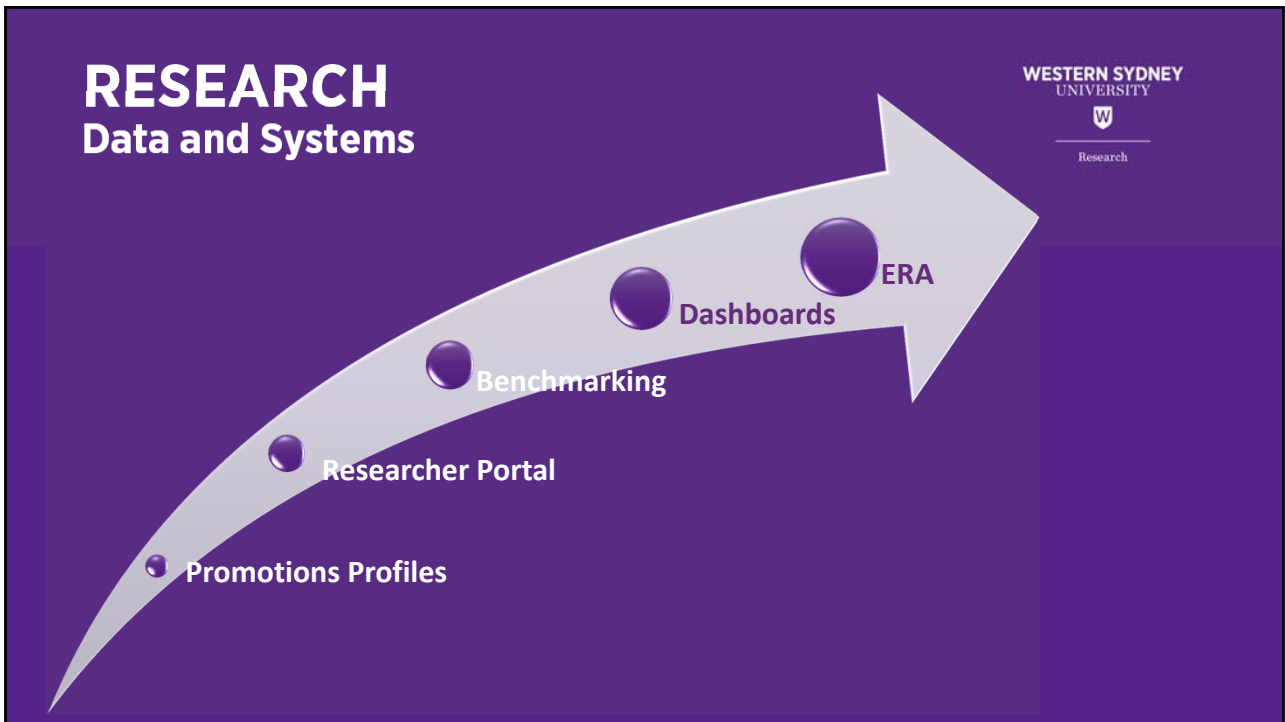 RESEARCH
Data and Systems
WESTERN SYDNEY
UNIVERSITY
W
Research
ERA
Dashboards
Benchmarking
Researcher Portal
Promotions Profiles